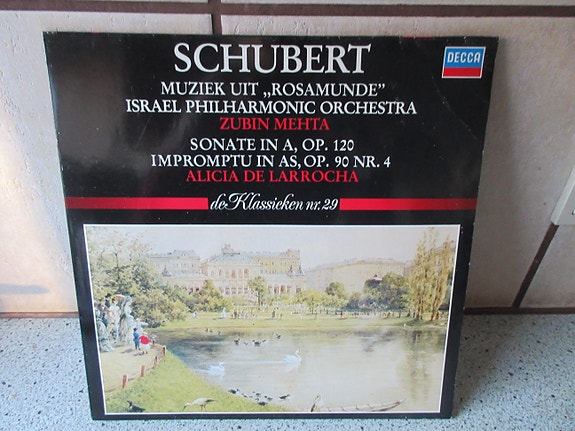 SCHUBERT
DECCA
MUZIEK UIT „ROSAMUNDE”
ISRAEL PHILHARMONIC ORCHESTRA
ZUBIN MEHTA
SONATE IN A, OP. 120
IMPROMPTU IN AS, OP. 90 NR. 4
ALICIA DE LARROCHA
de Klassieken nr. 29